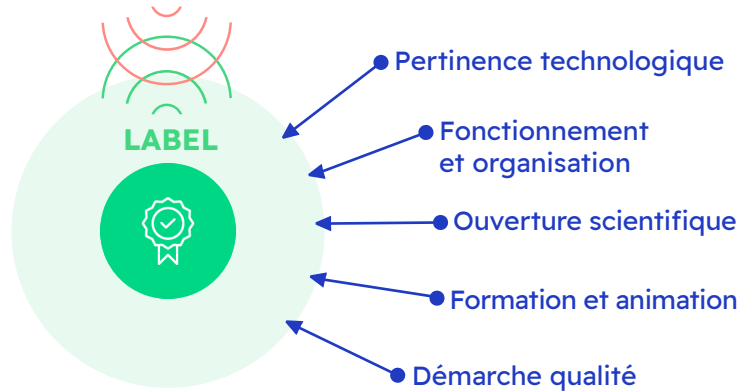 LABEL
Pertinence technologique
Fonctionnement
et organisation
Ouverture scientifique
Formation et animation
Démarche qualité